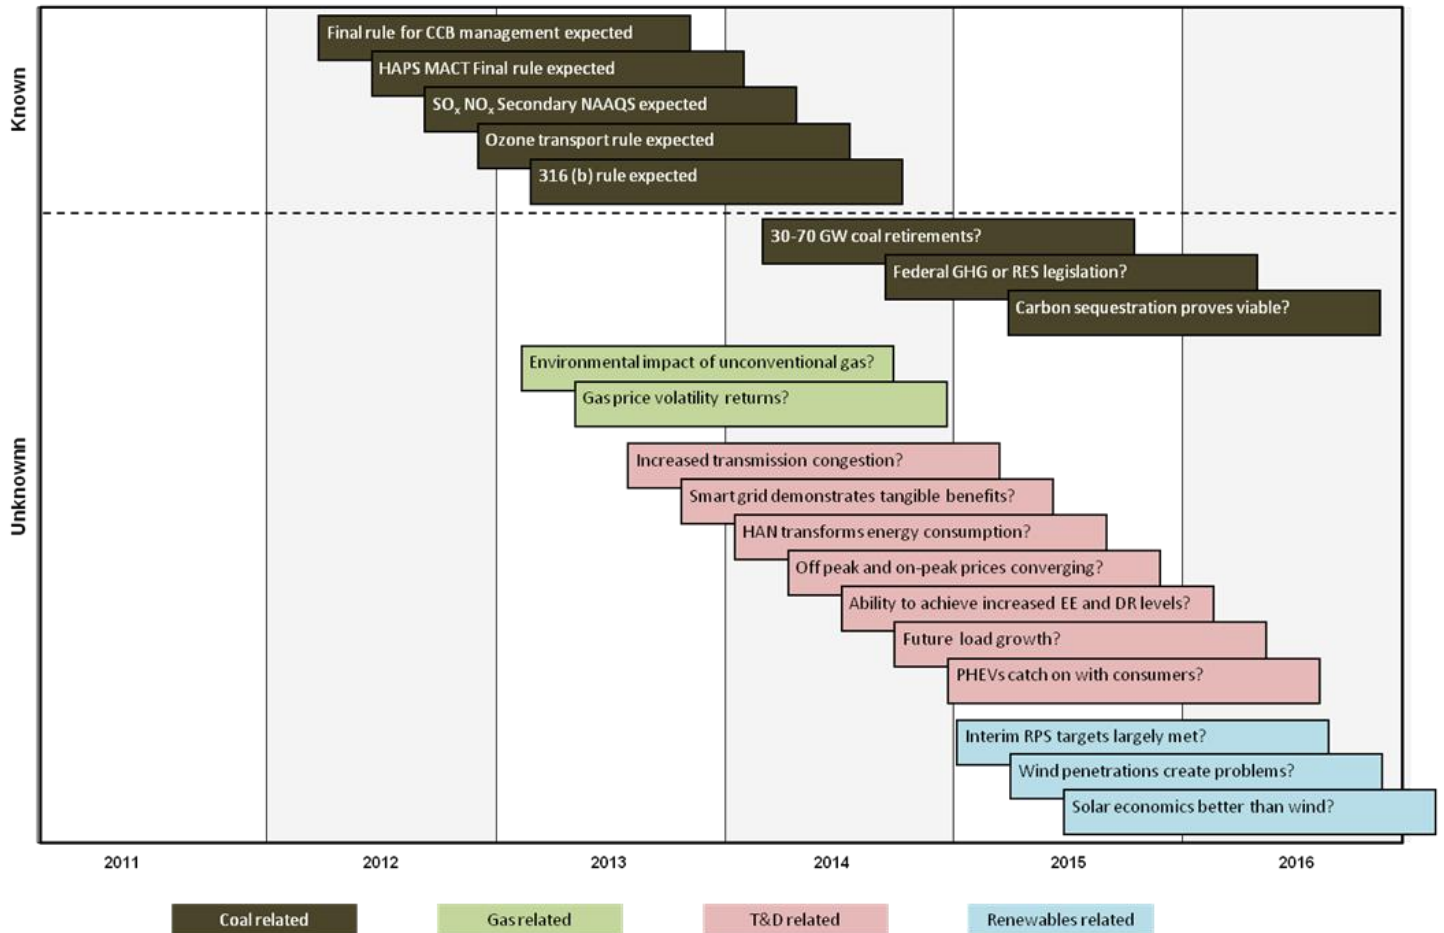 Known
Final rule for CCB management expected
HAPS MACT Final rule expected
SOx NOx Secondary NAAQS expected
Ozone transport rule expected
316 (b) rule expected
Unknownn
30-70 GW coal retirements?
Federal GHG or RES legislation?
Carbon sequestration proves viable?
Environmental impact of unconventional gas?
Gas price volatility returns?
Increased transmission congestion?
Smart grid demonstrates tangible benefits?
HAN transforms energy consumption?
Off peak and on-peak prices converging?
Ability to achieve increased EE and DR levels?
Future load growth?
PHEVs catch on with consumers?
Interim RPS targets largely met?
Wind penetrations create problems?
Solar economics better than wind?
2011 2012 2013 2014 2015 2016
Coal related Gas related T&D related Renewables related